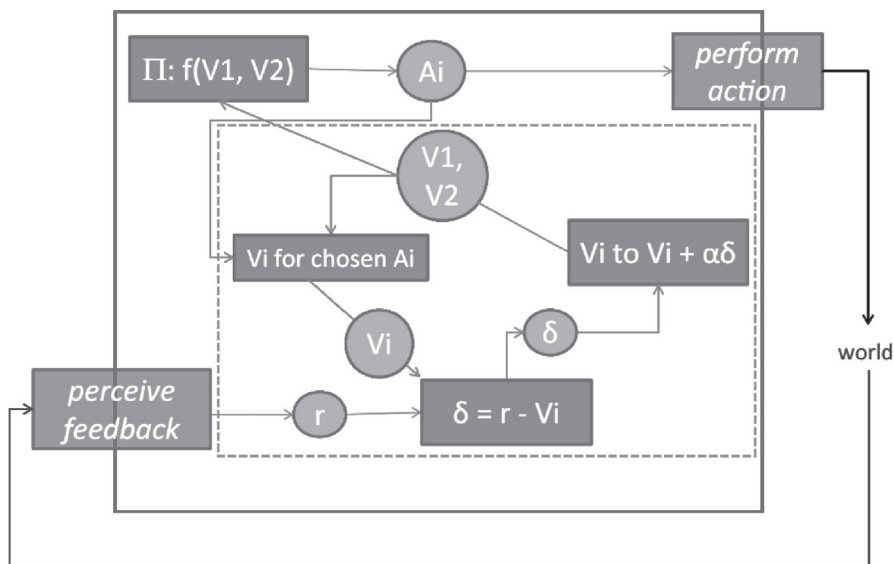 Π: f(V1, V2)
Ai
perform
action
V1,
V2
Vi for chosen Ai
Vi to Vi + αδ
Vi
δ
world
perceive
feedback
r
δ = r - Vi